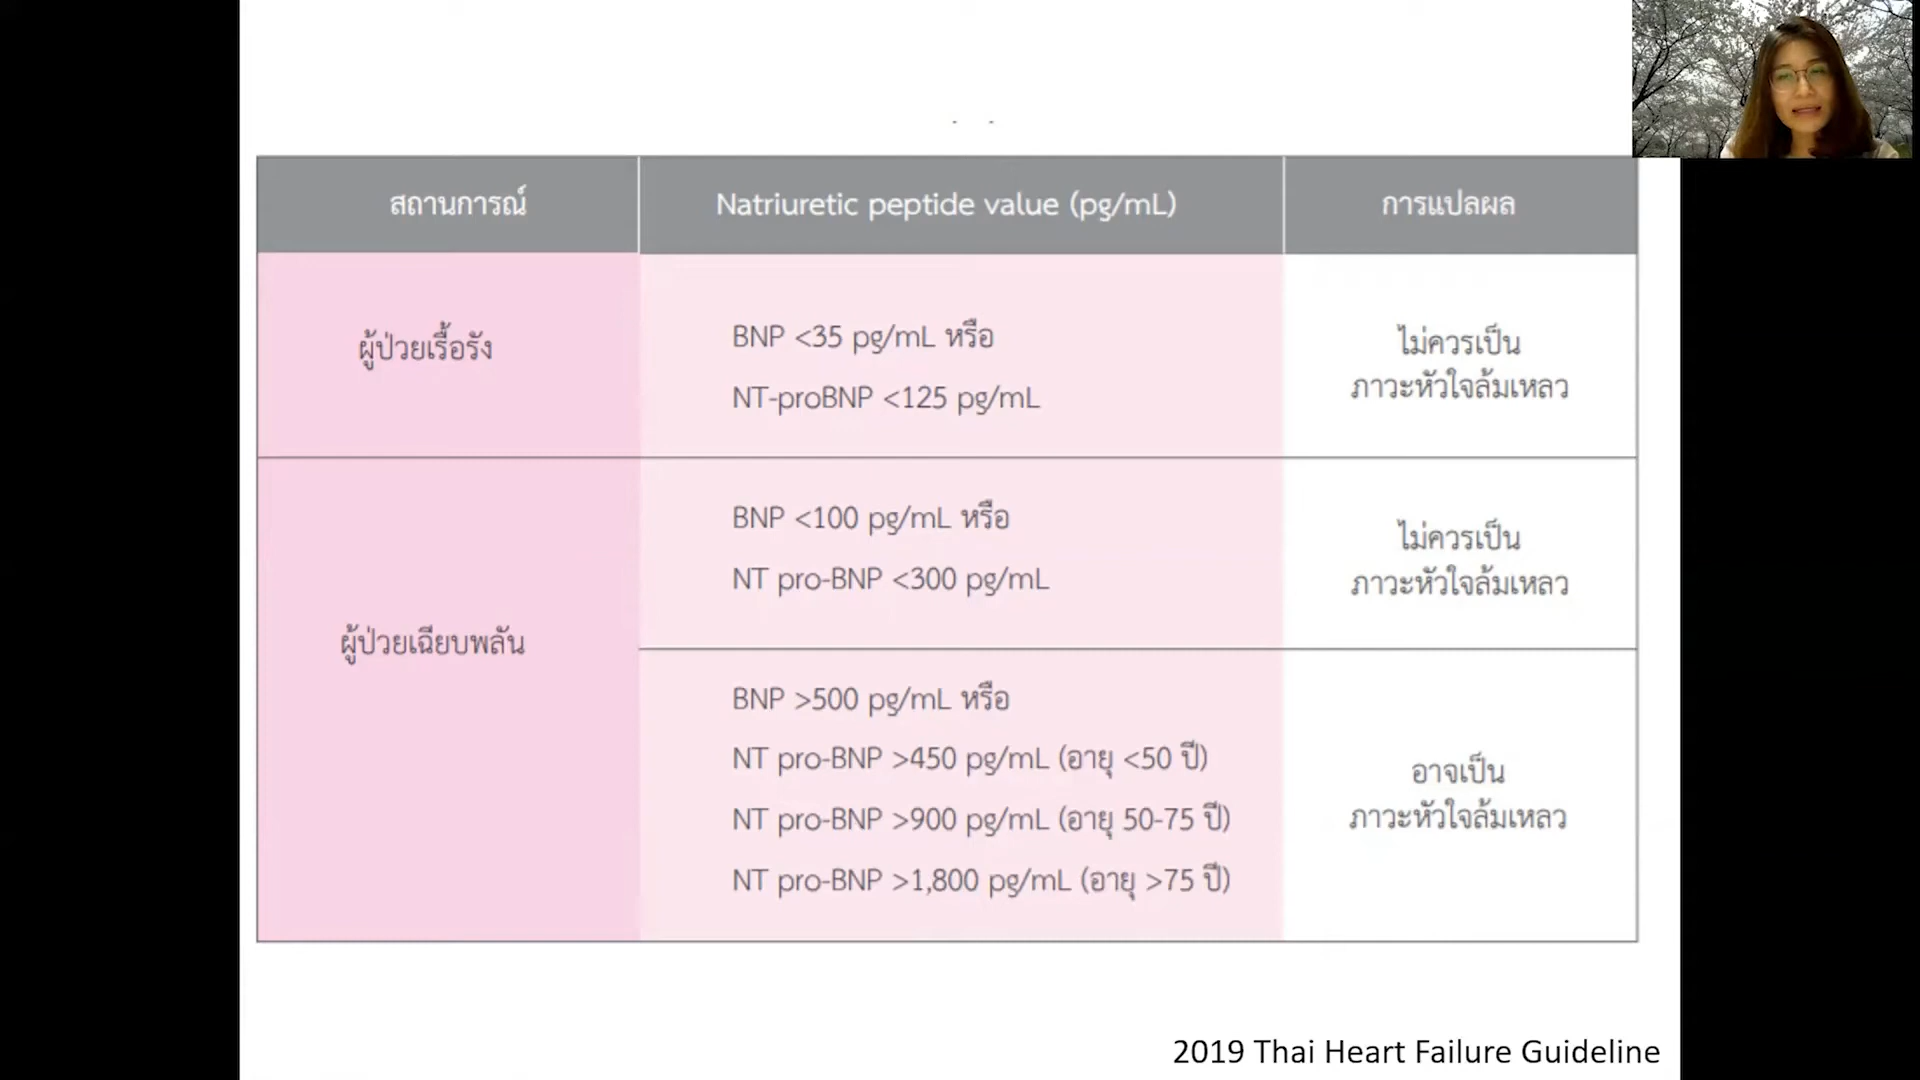 สถานการณ์
Natriuretic peptide value (pg/mL)
การแปลผล
ผู้ป่วยเรื้อรัง
BNP <35 pg/mL หรือ
NT-proBNP <125 pg/mL
ไม่ควรเป็น
ภาวะหัวใจล้มเหลว
ผู้ป่วยเฉียบพลัน
BNP <100 pg/mL หรือ
NT pro-BNP <300 pg/mL
ไม่ควรเป็น
ภาวะหัวใจล้มเหลว
BNP >500 pg/mL หรือ
NT pro-BNP >450 pg/mL (อายุ <50 ปี)
NT pro-BNP >900 pg/mL (อายุ 50-75 ปี)
NT pro-BNP >1,800 pg/mL (อายุ >75 ปี)
อาจเป็น
ภาวะหัวใจล้มเหลว
2019 Thai Heart Failure Guideline